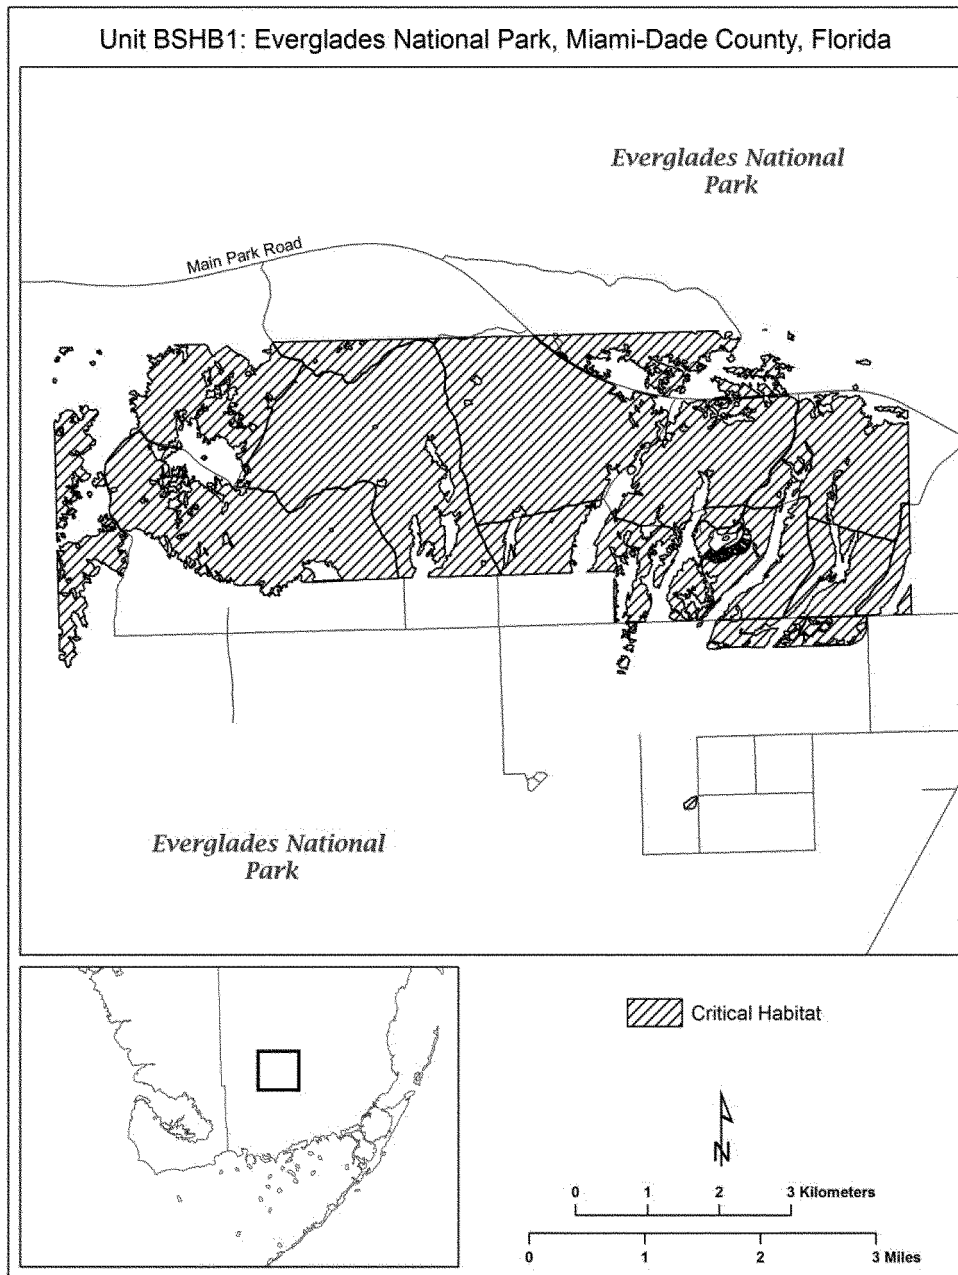 Unit BSHB1: Everglades National Park, Miami-Dade County, Florida
Everglades National
Park
Main Park Road
Everglades National
Park
Critical Habitat
N
0 1 2 3 Kilometers
0 1 2 3 Miles